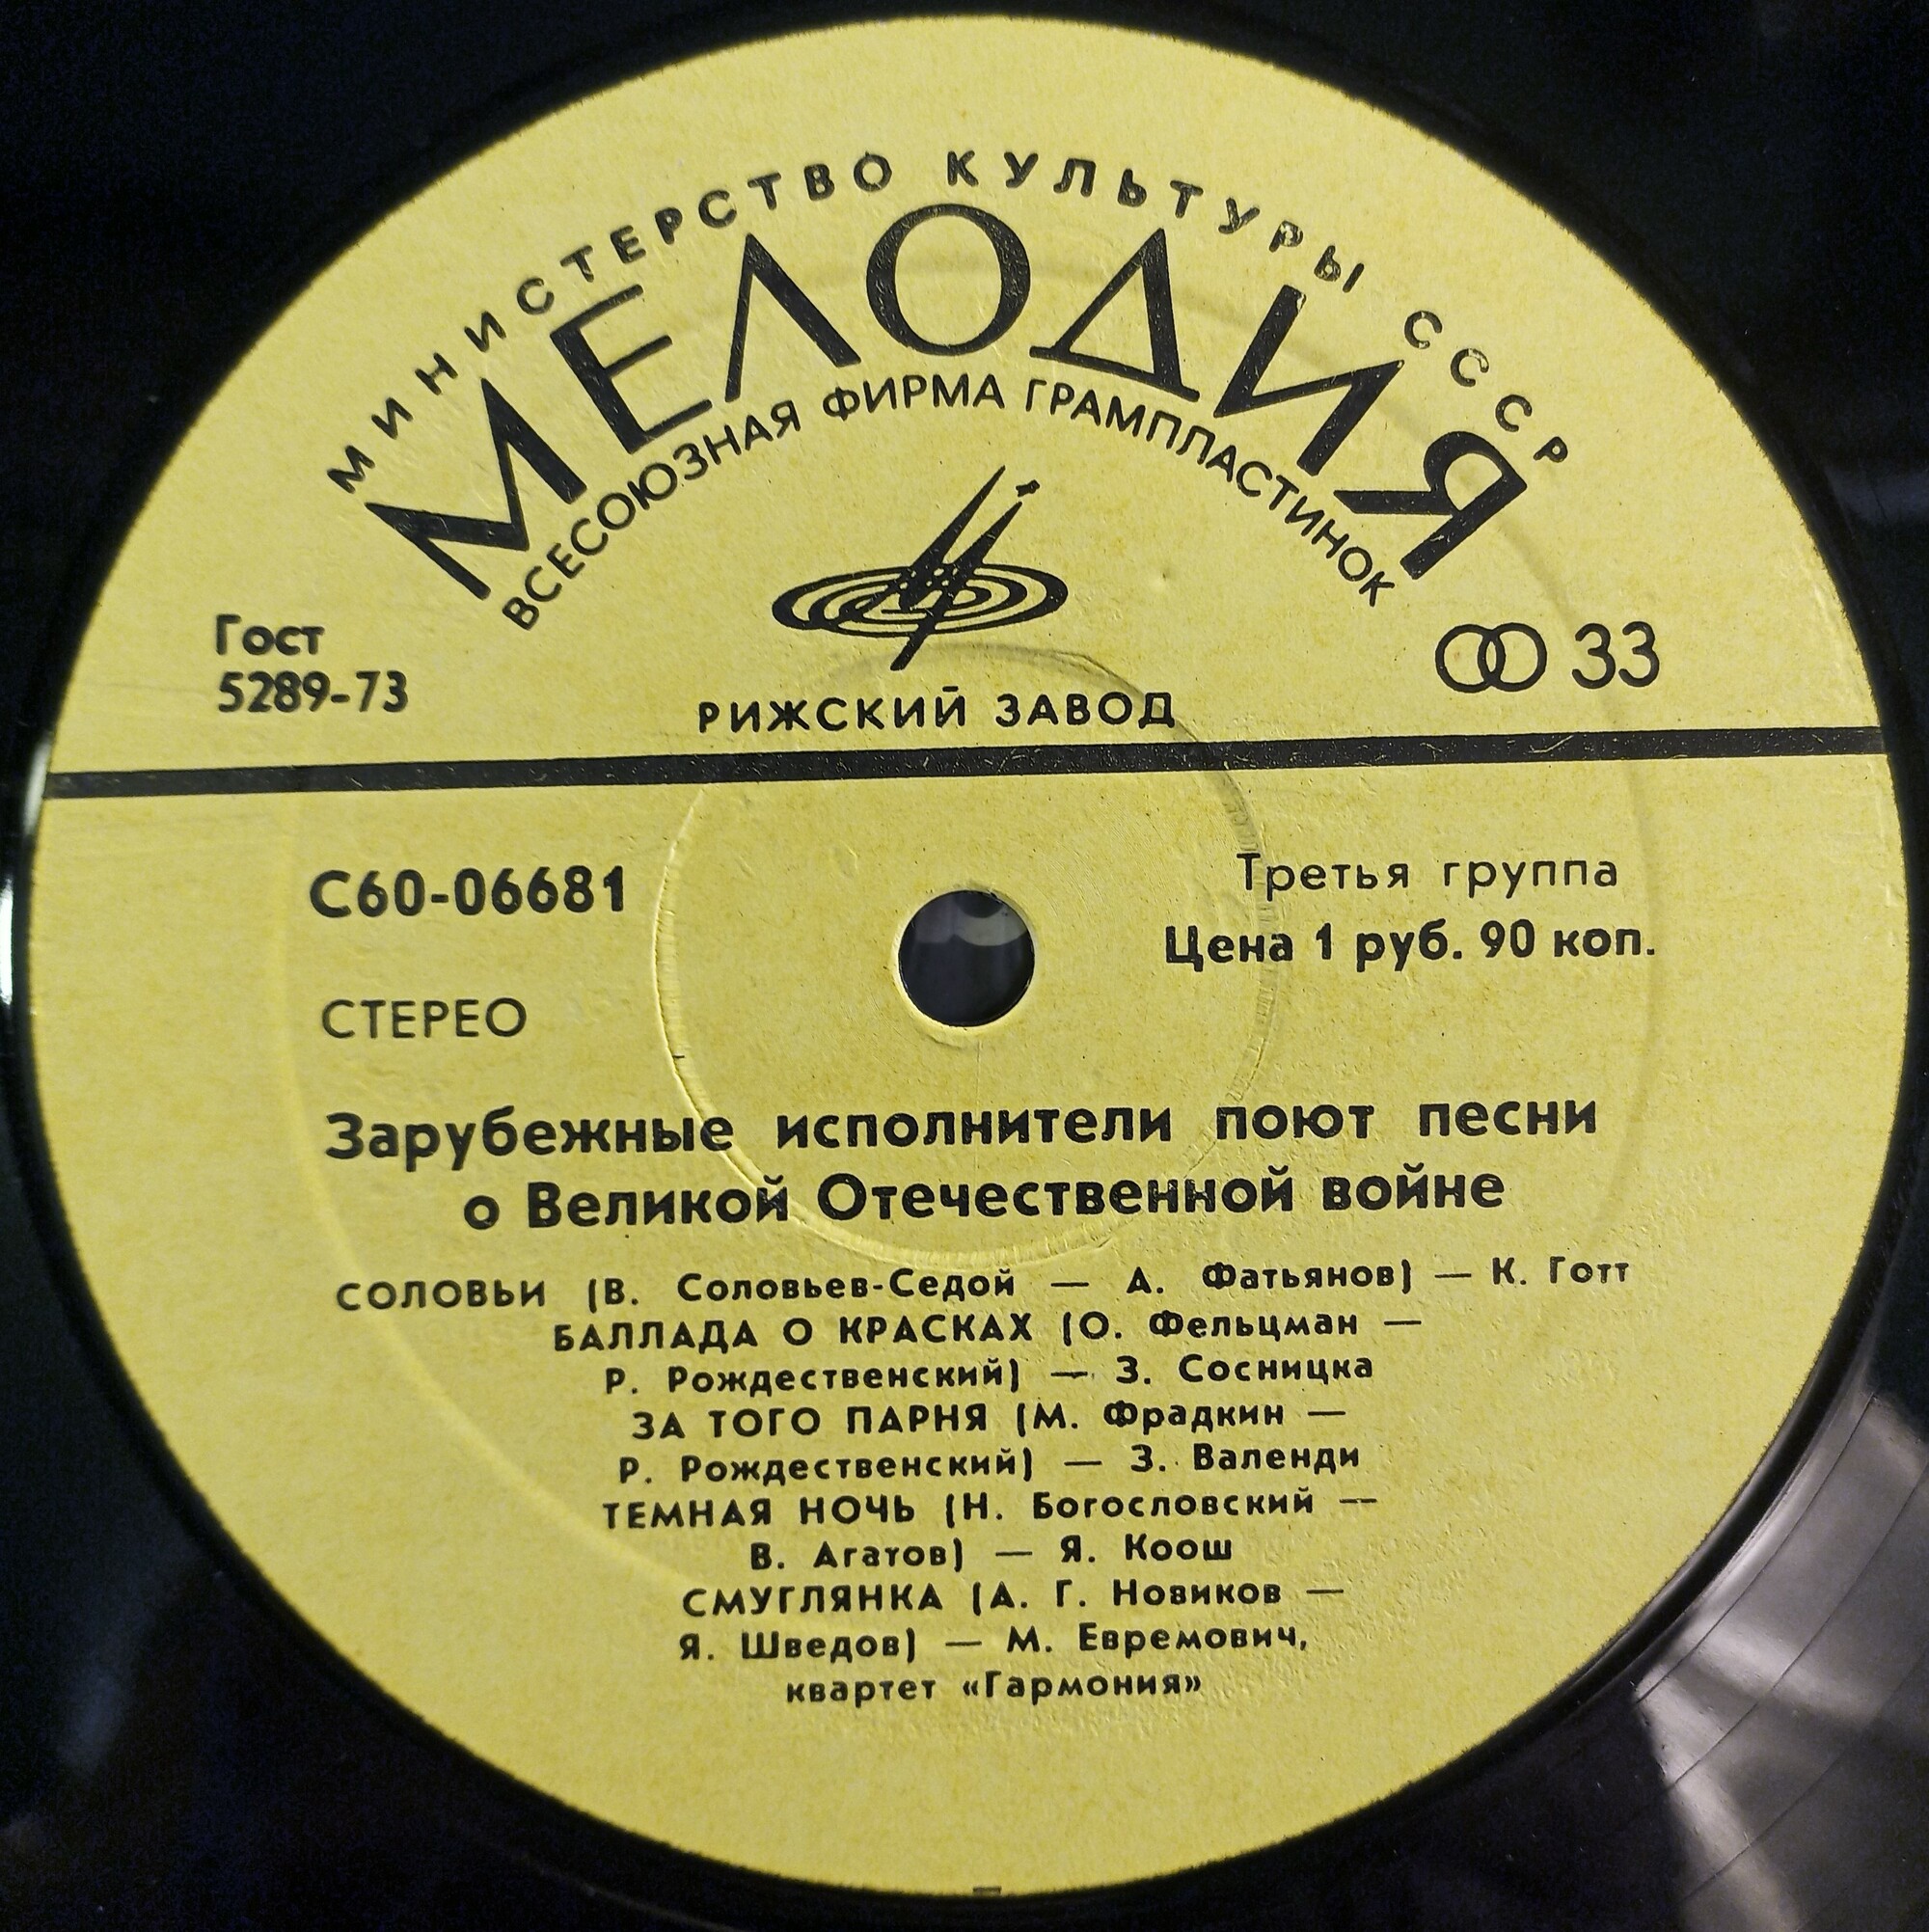 МИНИСТЕРСТВО КУЛЬТУРЫ СССР
МЕЛОДИЯ
ВСЕСОЮЗНАЯ ФИРМА ГРАМПЛАСТИНОК
Гост
5289-73
33
РИЖСКИЙ ЗАВОД
С60-06681
Третья группа
Цена 1 руб. 90 коп.
СТЕРЕО
Зарубежные исполнители поют песни
о Великой Отечественной войне
СОЛОВЬИ (В. Соловьев-Седой — А. Фатьянов) — К. Готт
БАЛЛАДА О КРАСКАХ (О. Фельцман —
Р. Рождественский) — З. Сосницка
ЗА ТОГО ПАРНЯ (М. Фрадкин —
Р. Рождественский) — З. Валенди
ТЕМНАЯ НОЧЬ (Н. Богословский —
В. Агатов) — Я. Коош
СМУГЛЯНКА (А. Г. Новиков —
Я. Шведов) — М. Евремович,
квартет «Гармония»